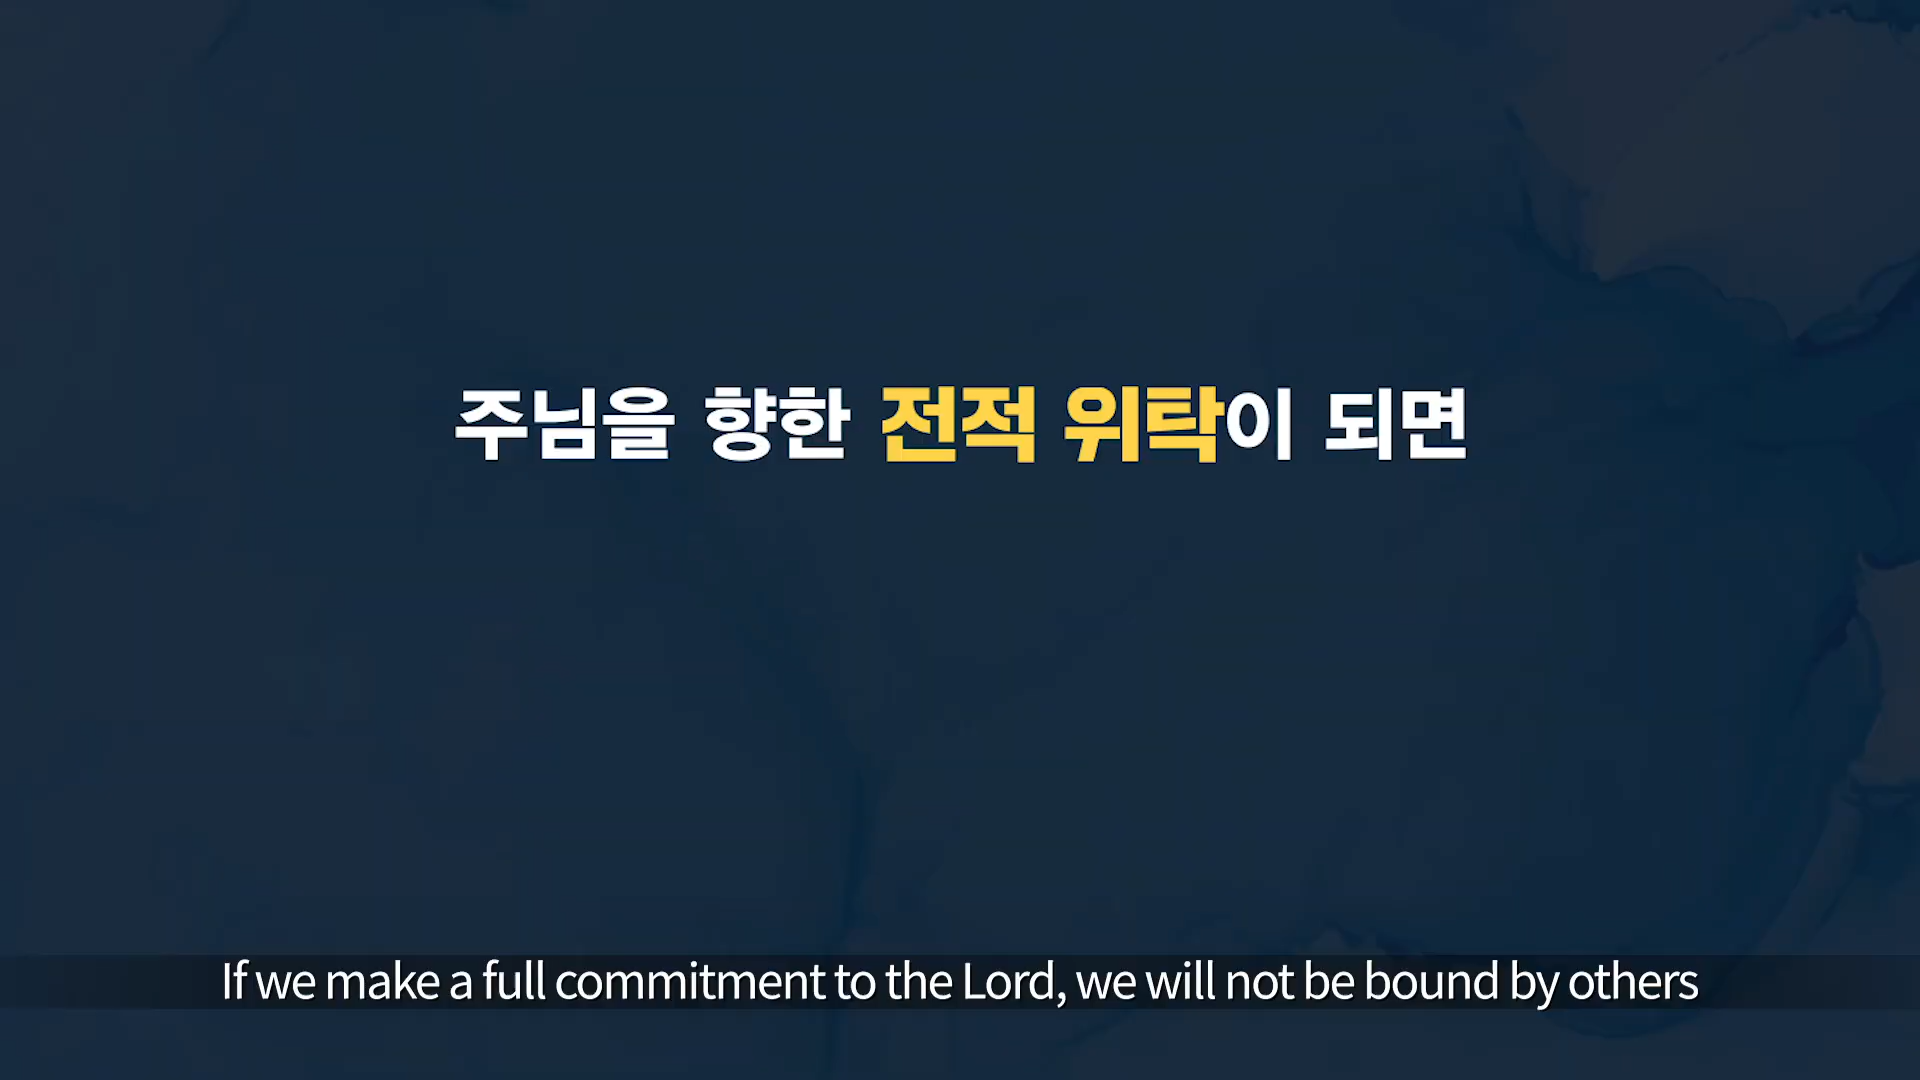 주님을 향한 전적 위탁이 되면
If we make a full commitment to the Lord, we will not be bound by others